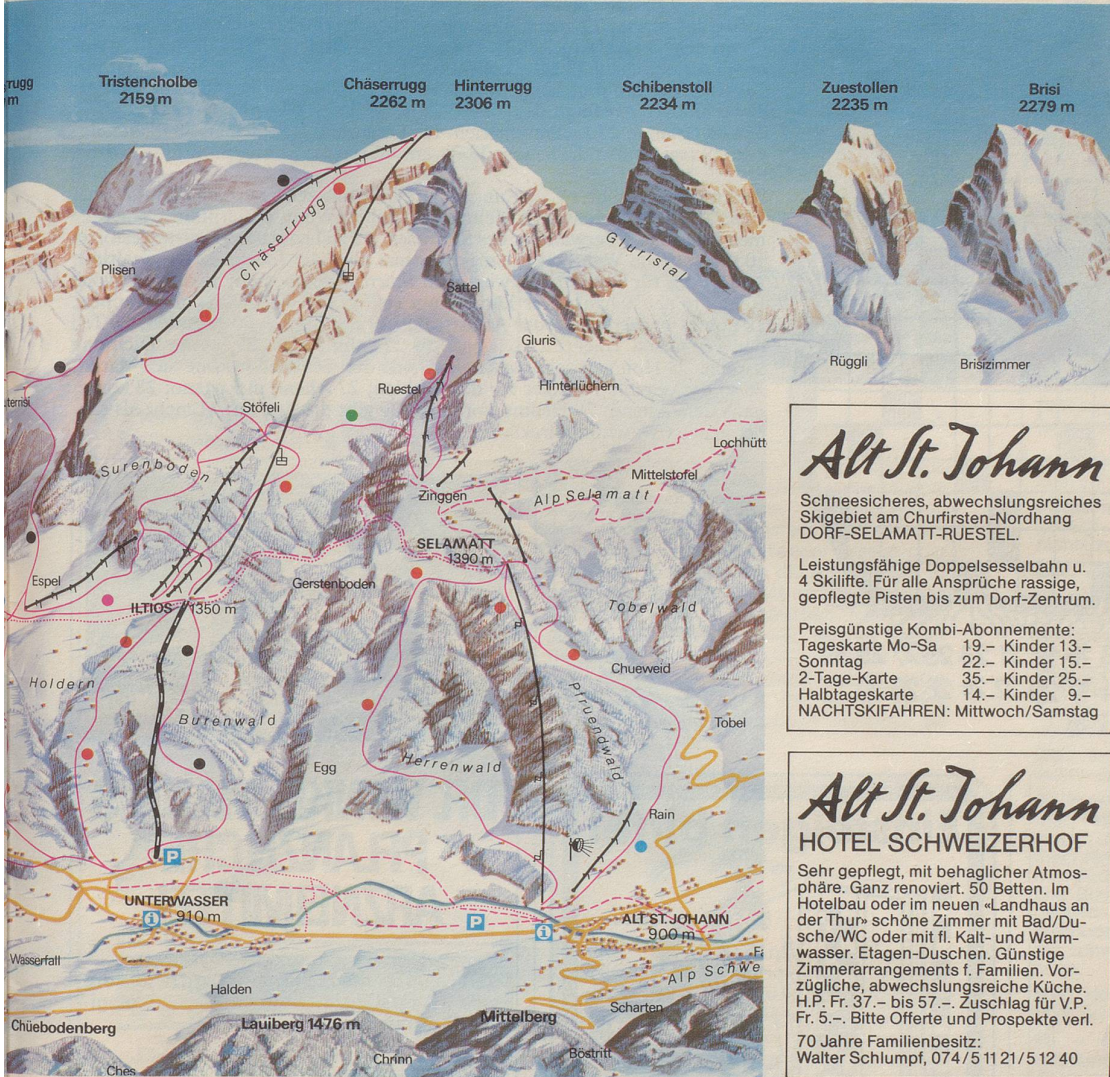 Tristencholbe
2159 m
Chäserrugg
2262 m
Hinterrugg
2306 m
Schibenstoll
2234 m
Zuestollen
2235 m
Brisi
2279 m
Plisen
Chäserrugg
Sattel
Gluristal
Gluris
Rüggli
Brisizimmer
Ruestel
Hinterlüchern
Stöfeli
Surenboden
Lochhütt
Mittelstofel
Zinggen
Alp Selamatt
SELAMATT
1390 m
Espel
Gerstenboden
ILTIOS 1350 m
Tobelwald
Chueweid
Holdern
Burenwald
Pfruendwald
Tobel
Egg
Herrenwald
Rain
P
UNTERWASSER
910 m
i
P
i
ALT ST. JOHANN
900 m
Wasserfall
Alp Schwe
Halden
Scharten
Chüebodenberg
Lauiberg 1476 m
Mittelberg
Ches
Chrinn
Böstritt
Alt St. Johann
Schneesicheres, abwechslungsreiches
Skigebiet am Churfirsten-Nordhang
DORF-SELAMATT-RUESTEL.
Leistungsfähige Doppelsesselbahn u.
4 Skilifte. Für alle Ansprüche rassige,
gepflegte Pisten bis zum Dorf-Zentrum.
Preisgünstige Kombi-Abonnemente:
Tageskarte Mo-Sa 19.– Kinder 13.–
Sonntag 22.– Kinder 15.–
2-Tage-Karte 35.– Kinder 25.–
Halbtageskarte 14.– Kinder 9.–
NACHTSKIFAHREN: Mittwoch/Samstag
Alt St. Johann
HOTEL SCHWEIZERHOF
Sehr gepflegt, mit behaglicher Atmos-
phäre. Ganz renoviert. 50 Betten. Im
Hotelbau oder im neuen «Landhaus an
der Thur» schöne Zimmer mit Bad/Du-
sche/WC oder mit fl. Kalt- und Warm-
wasser. Etagen-Duschen. Günstige
Zimmerarrangements f. Familien. Vor-
zügliche, abwechslungsreiche Küche.
H.P. Fr. 37.– bis 57.–. Zuschlag für V.P.
Fr. 5.–. Bitte Offerte und Prospekte verl.
70 Jahre Familienbesitz:
Walter Schlumpf, 074/5 11 21/5 12 40